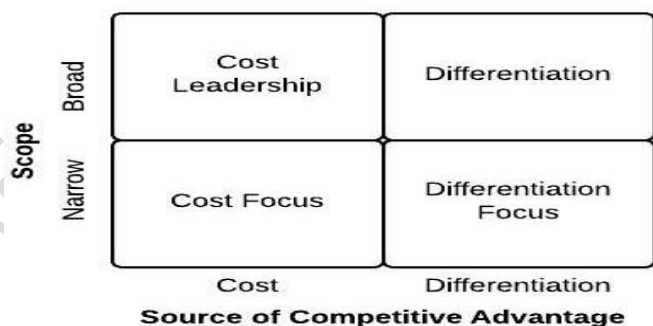 Scope
Broad
Cost
Leadership
Differentiation
Narrow
Cost Focus
Differentiation
Focus
Cost
Differentiation
Source of Competitive Advantage